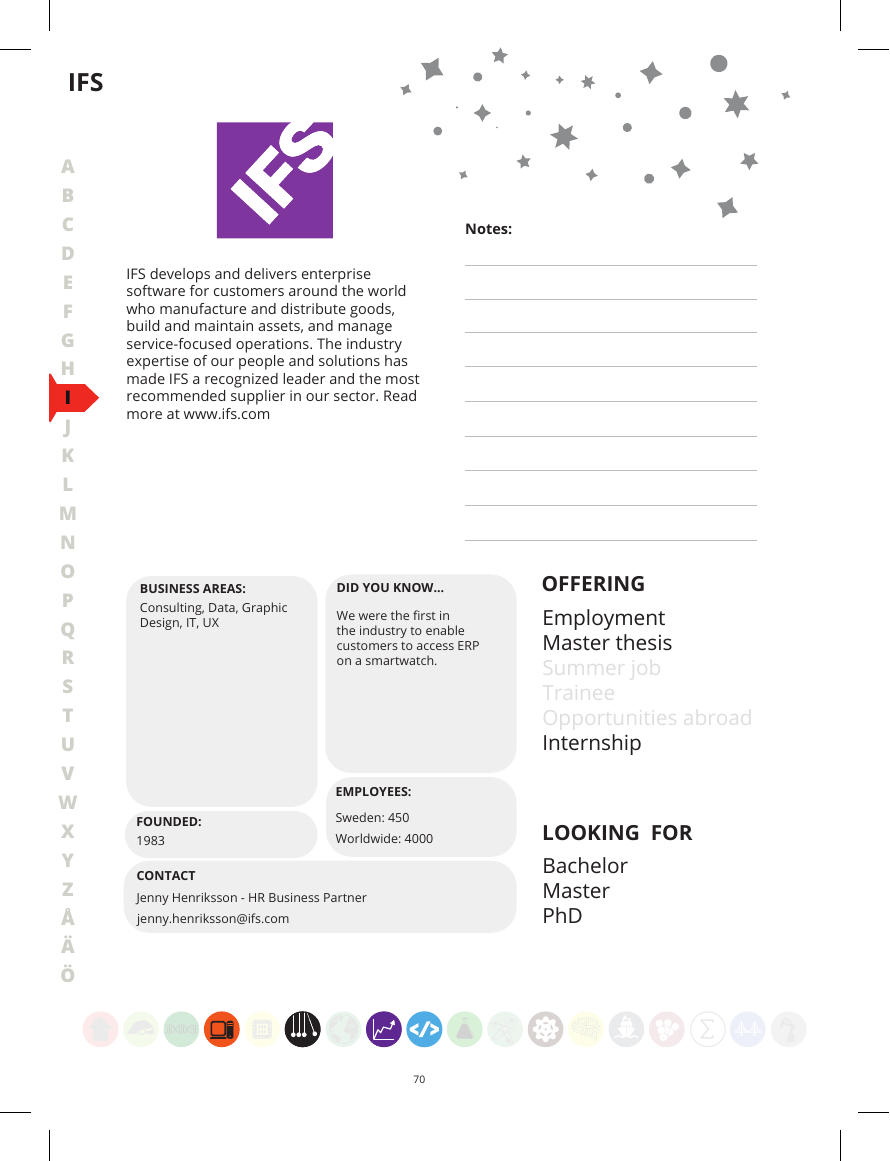 IFS
IFS
A
B
C
D
E
F
G
H
I
J
K
L
M
N
O
P
Q
R
S
T
U
V
W
X
Y
Z
Å
Ä
Ö
IFS develops and delivers enterprise
software for customers around the world
who manufacture and distribute goods,
build and maintain assets, and manage
service-focused operations. The industry
expertise of our people and solutions has
made IFS a recognized leader and the most
recommended supplier in our sector. Read
more at www.ifs.com
Notes:
BUSINESS AREAS:
Consulting, Data, Graphic
Design, IT, UX
DID YOU KNOW...
We were the first in
the industry to enable
customers to access ERP
on a smartwatch.
FOUNDED:
1983
EMPLOYEES:
Sweden: 450
Worldwide: 4000
CONTACT
Jenny Henriksson - HR Business Partner
jenny.henriksson@ifs.com
OFFERING
Employment
Master thesis
Summer job
Trainee
Opportunities abroad
Internship
LOOKING FOR
Bachelor
Master
PhD
</>
Σ
70